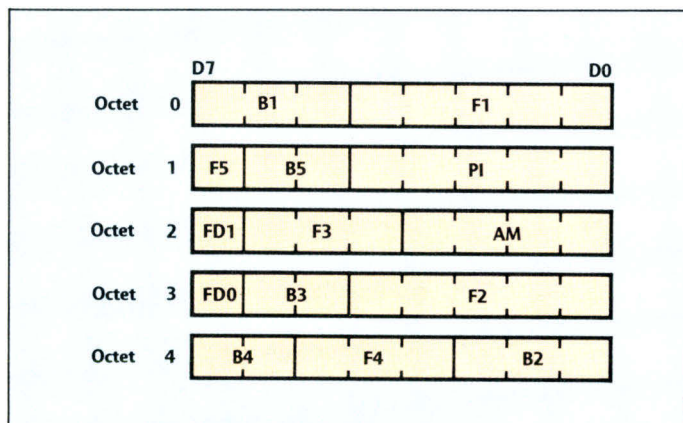 D7 D0
Octet 0 B1 F1
Octet 1 F5 B5 PI
Octet 2 FD1 F3 AM
Octet 3 FD0 B3 F2
Octet 4 B4 F4 B2